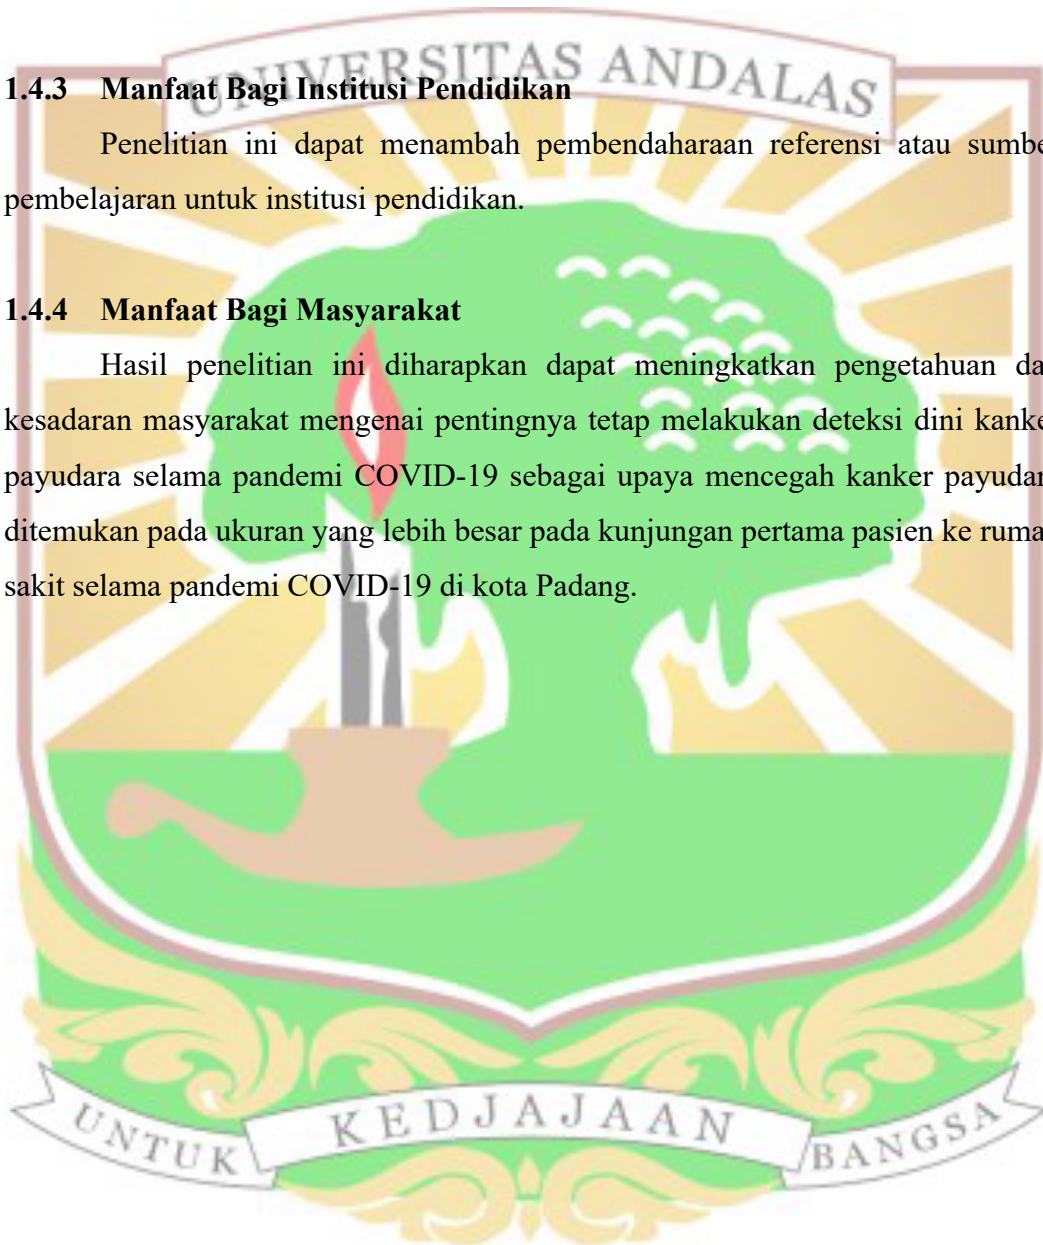 UNIVERSITAS ANDALAS
1.4.3 Manfaat Bagi Institusi Pendidikan
Penelitian ini dapat menambah pembendaharaan referensi atau sumbe
pembelajaran untuk institusi pendidikan.
1.4.4 Manfaat Bagi Masyarakat
Hasil penelitian ini diharapkan dapat meningkatkan pengetahuan da
kesadaran masyarakat mengenai pentingnya tetap melakukan deteksi dini kanke
payudara selama pandemi COVID-19 sebagai upaya mencegah kanker payudar
ditemukan pada ukuran yang lebih besar pada kunjungan pertama pasien ke ruma
sakit selama pandemi COVID-19 di kota Padang.
UNTUK KEDJAJAAN BANGSA